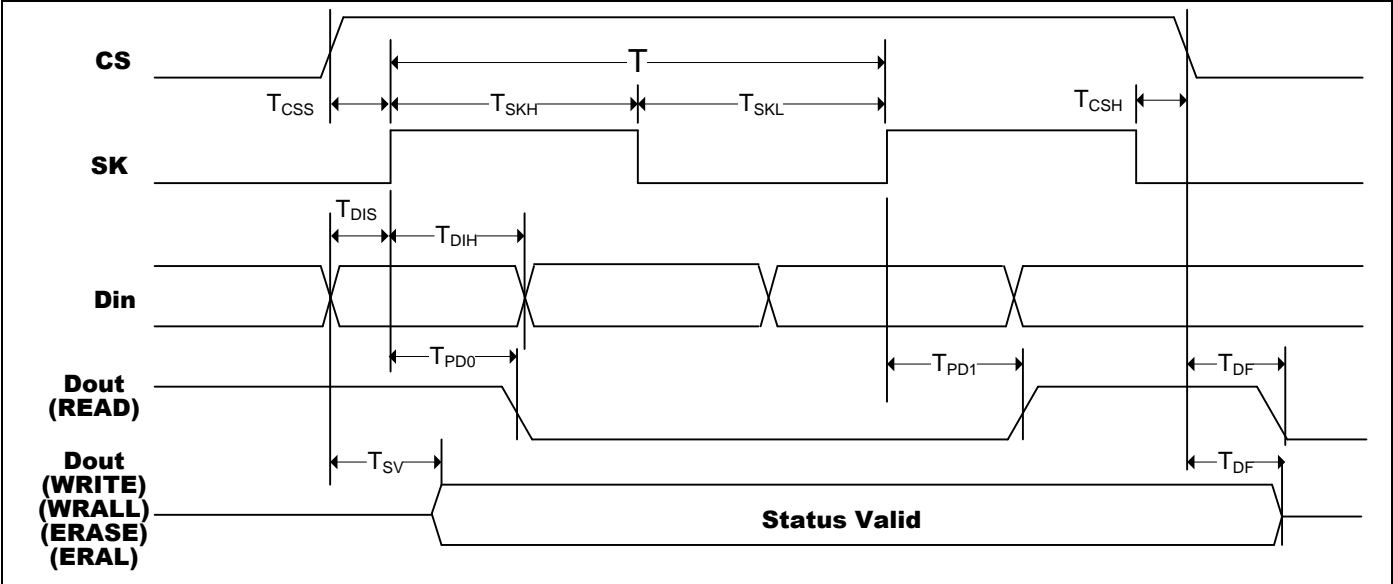 CS
T
TCSS
TSKH
TSKL
TCSH
SK
TDIS
TDIH
Din
TPD0
TPD1
TDF
Dout
(READ)
TSV
TDF
Dout
(WRITE)
(WRALL)
(ERASE)
(ERAL)
Status Valid